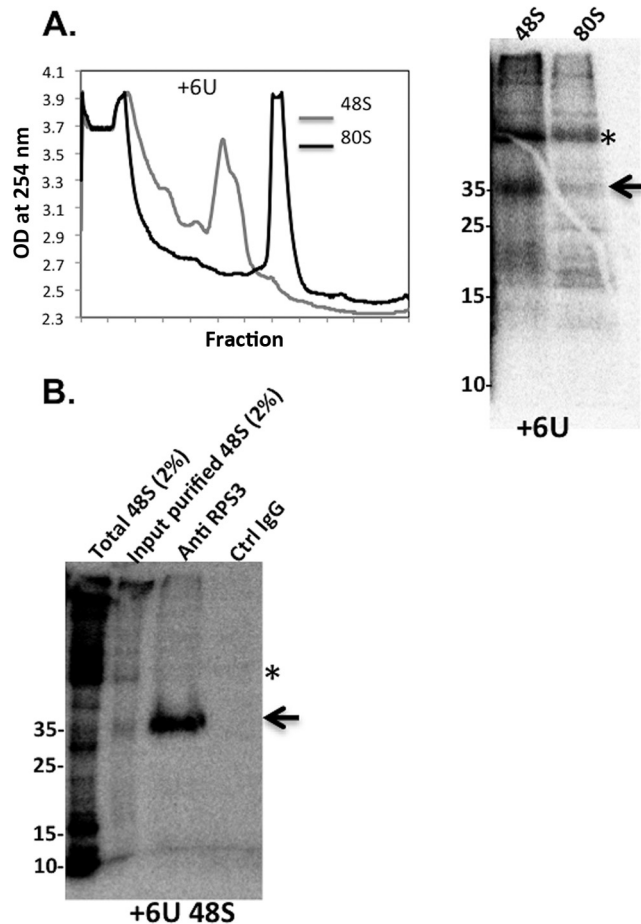 A.
+6U
48S
80S
4.1
3.9
3.7
3.5
3.3
3.1
2.9
2.7
2.5
2.3
OD at 254 nm
Fraction
48S
80S
*
35-
25-
15-
10-
+6U
B.
Total 48S (2%)
Input purified 48S (2%)
Anti RPS3
Ctrl IgG
*
35-
25-
15-
10-
+6U 48S